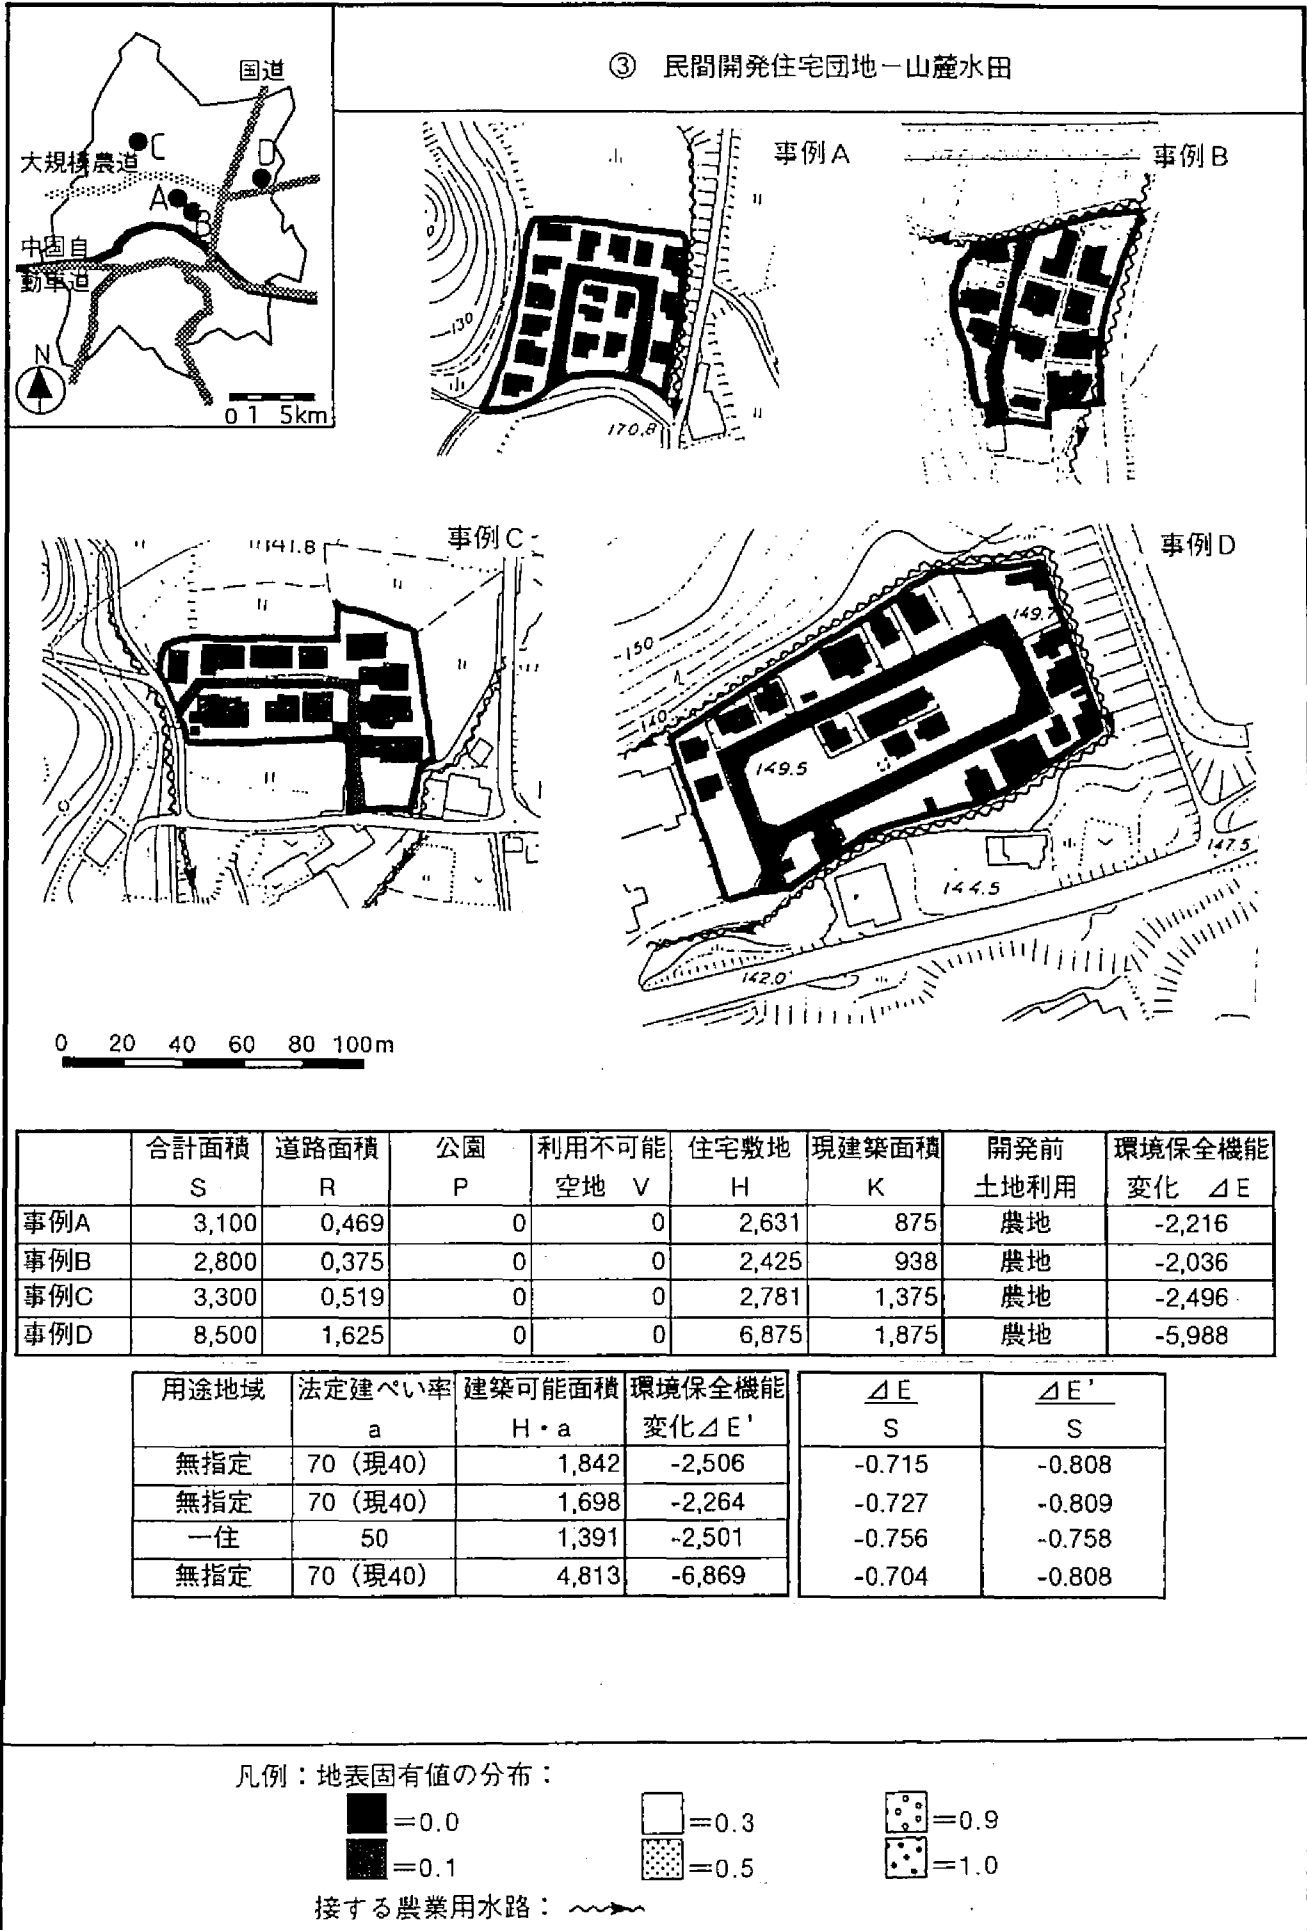 ③ 民間開発住宅団地－山麓水田
国道
C
D
大規模農道
A
B
中国自
動車道
N
0 1 5km
事例A
130
170.8
事例B
事例C
141.8
事例D
150
140
149.7
149.5
144.5
147.5
142.0
0 20 40 60 80 100m
合計面積 道路面積 公園 利用不可能 住宅敷地 現建築面積 開発前 環境保全機能
S R P 空地 V H K 土地利用 変化 ⊿E
事例A 3,100 0,469 0 0 2,631 875 農地 -2,216
事例B 2,800 0,375 0 0 2,425 938 農地 -2,036
事例C 3,300 0,519 0 0 2,781 1,375 農地 -2,496
事例D 8,500 1,625 0 0 6,875 1,875 農地 -5,988
用途地域 法定建ぺい率 建築可能面積 環境保全機能 ⊿E ⊿E'
a H・a 変化⊿E' S S
無指定 70（現40） 1,842 -2,506 -0.715 -0.808
無指定 70（現40） 1,698 -2,264 -0.727 -0.809
一住 50 1,391 -2,501 -0.756 -0.758
無指定 70（現40） 4,813 -6,869 -0.704 -0.808
凡例：地表固有値の分布：
=0.0 =0.3 =0.9
=0.1 =0.5 =1.0
接する農業用水路：